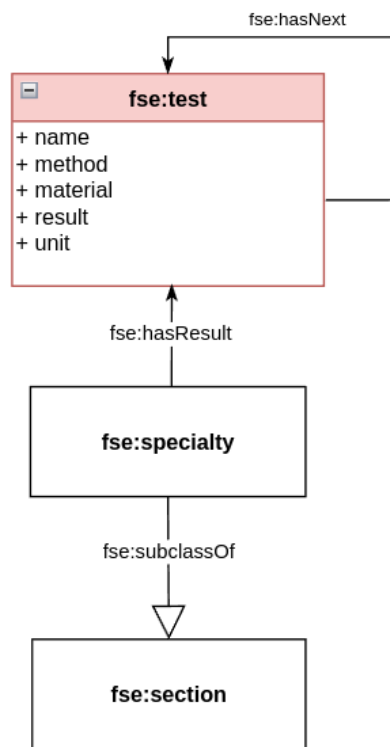 fse:hasNext
fse:test
+ name
+ method
+ material
+ result
+ unit
fse:hasResult
fse:specialty
fse:subclassOf
fse:section